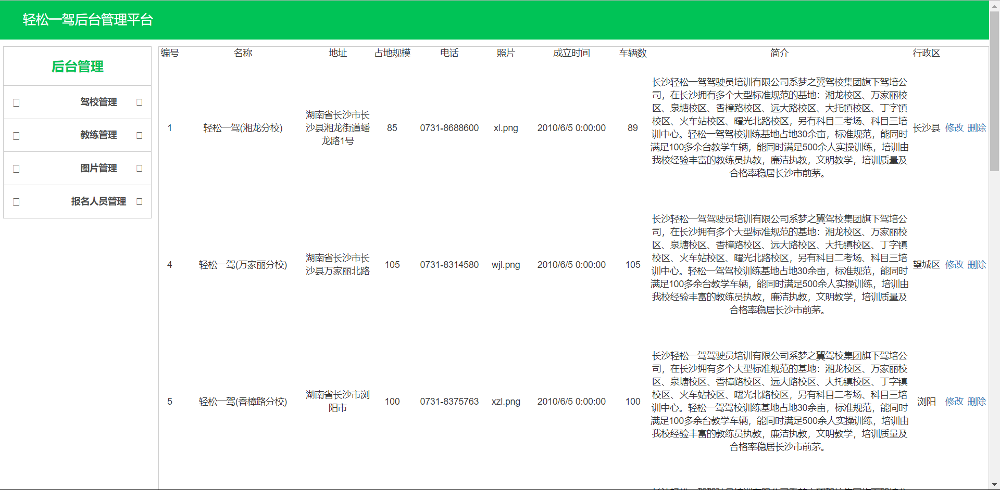 轻松一驾后台管理平台
后台管理
驾校管理
教练管理
图片管理
报名人员管理
编号 名称 地址 占地规模 电话 照片 成立时间 车辆数 简介 行政区
1 轻松一驾(湘龙分校)
湖南省长沙市长
沙县湘龙街道蟠
龙路1号
85 0731-8688600 xl.png 2010/6/5 0:00:00 89
长沙轻松一驾驾驶员培训有限公司系梦之翼驾校集团旗下驾培公
司，在长沙拥有多个大型标准规范的基地：湘龙校区、万家丽校
区、泉塘校区、香樟路校区、远大路校区、大托镇校区、丁字镇
校区、火车站校区、曙光北路校区，另有科目二考场、科目三培
训中心。轻松一驾驾校训练基地占地30余亩，标准规范，能同时
满足100多余台教学车辆，能同时满足500余人实操训练，培训由
我校经验丰富的教练员执教，廉洁执教，文明教学，培训质量及
合格率稳居长沙市前茅。
长沙县 修改 删除
4 轻松一驾(万家丽分校)
湖南省长沙市长
沙县万家丽北路
105 0731-8314580 wjl.png 2010/6/5 0:00:00 105
长沙轻松一驾驾驶员培训有限公司系梦之翼驾校集团旗下驾培公
司，在长沙拥有多个大型标准规范的基地：湘龙校区、万家丽校
区、泉塘校区、香樟路校区、远大路校区、大托镇校区、丁字镇
校区、火车站校区、曙光北路校区，另有科目二考场、科目三培
训中心。轻松一驾驾校训练基地占地30余亩，标准规范，能同时
满足100多余台教学车辆，能同时满足500余人实操训练，培训由
我校经验丰富的教练员执教，廉洁执教，文明教学，培训质量及
合格率稳居长沙市前茅。
望城区 修改 删除
5 轻松一驾(香樟路分校)
湖南省长沙市浏
阳市
100 0731-8375763 xzl.png 2010/6/5 0:00:00 100
长沙轻松一驾驾驶员培训有限公司系梦之翼驾校集团旗下驾培公
司，在长沙拥有多个大型标准规范的基地：湘龙校区、万家丽校
区、泉塘校区、香樟路校区、远大路校区、大托镇校区、丁字镇
校区、火车站校区、曙光北路校区，另有科目二考场、科目三培
训中心。轻松一驾驾校训练基地占地30余亩，标准规范，能同时
满足100多余台教学车辆，能同时满足500余人实操训练，培训由
我校经验丰富的教练员执教，廉洁执教，文明教学，培训质量及
合格率稳居长沙市前茅。
浏阳 修改 删除